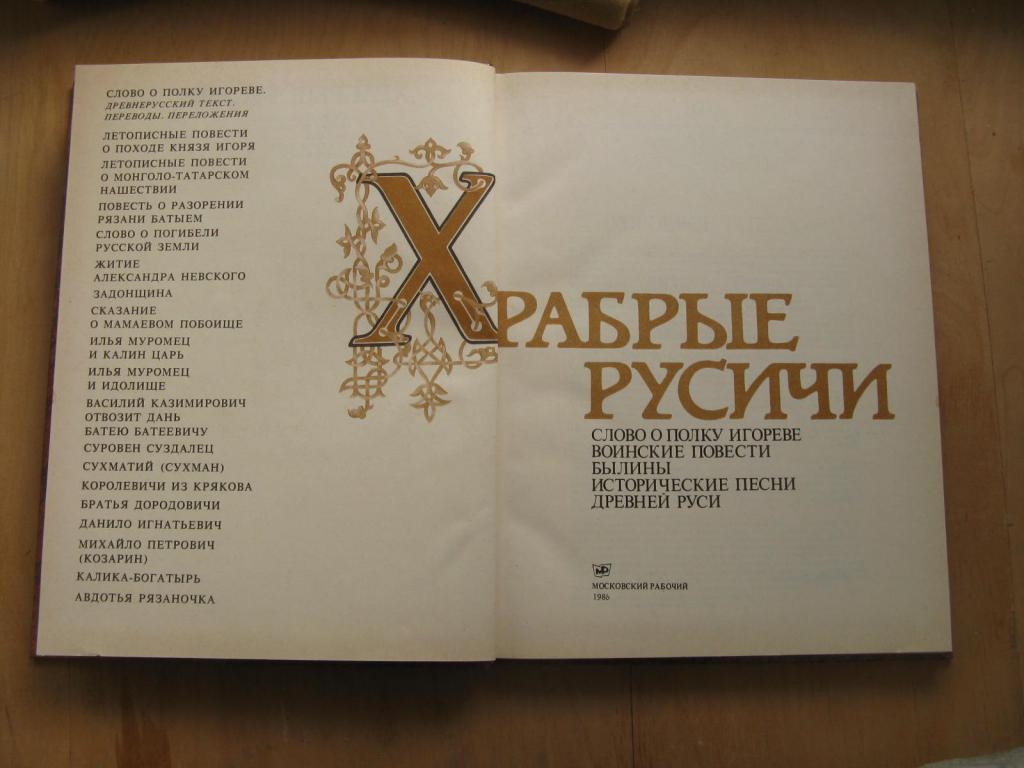 СЛОВО О ПОЛКУ ИГОРЕВЕ.
ДРЕВНЕРУССКИЙ ТЕКСТ.
ПЕРЕВОДЫ. ПЕРЕЛОЖЕНИЯ
ЛЕТОПИСНЫЕ ПОВЕСТИ
О ПОХОДЕ КНЯЗЯ ИГОРЯ
ЛЕТОПИСНЫЕ ПОВЕСТИ
О МОНГОЛО-ТАТАРСКОМ
НАШЕСТВИИ
ПОВЕСТЬ О РАЗОРЕНИИ
РЯЗАНИ БАТЫЕМ
СЛОВО О ПОГИБЕЛИ
РУССКОЙ ЗЕМЛИ
ЖИТИЕ
АЛЕКСАНДРА НЕВСКОГО
ЗАДОНЩИНА
СКАЗАНИЕ
О МАМАЕВОМ ПОБОИЩЕ
ИЛЬЯ МУРОМЕЦ
И КАЛИН ЦАРЬ
ИЛЬЯ МУРОМЕЦ
И ИДОЛИЩЕ
ВАСИЛИЙ КАЗИМИРОВИЧ
ОТВОЗИТ ДАНЬ
БАТЕЮ БАТЕЕВИЧУ
СУРОВЕН СУЗДАЛЕЦ
СУХМАТИЙ (СУХМАН)
КОРОЛЕВИЧИ ИЗ КРЯКОВА
БРАТЬЯ ДОРОДОВИЧИ
ДАНИЛО ИГНАТЬЕВИЧ
МИХАЙЛО ПЕТРОВИЧ
(КОЗАРИН)
КАЛИКА-БОГАТЫРЬ
АВДОТЬЯ РЯЗАНОЧКА
ХРАБРЫЕ
РУСИЧИ
СЛОВО О ПОЛКУ ИГОРЕВЕ
ВОИНСКИЕ ПОВЕСТИ
БЫЛИНЫ
ИСТОРИЧЕСКИЕ ПЕСНИ
ДРЕВНЕЙ РУСИ
МР
МОСКОВСКИЙ РАБОЧИЙ
1986